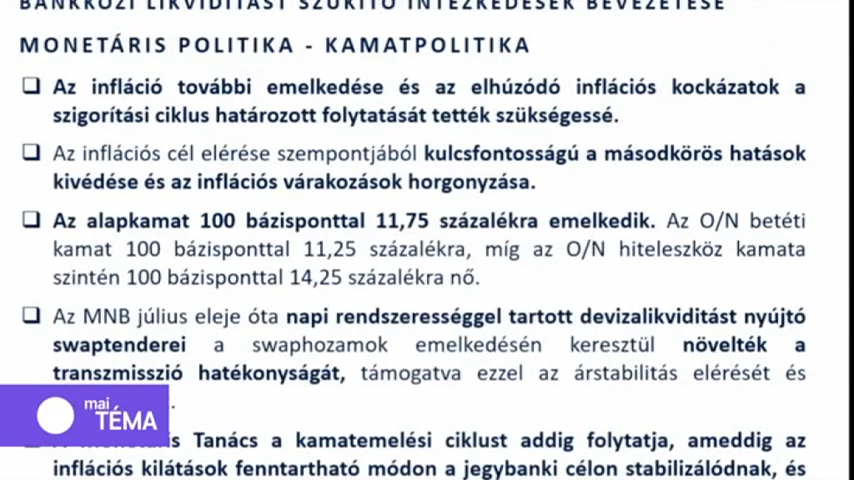 BANKKÖZI LIKVIDITÁST SZŰKÍTŐ INTÉZKEDÉSEK BEVEZETÉSE
MONETÁRIS POLITIKA - KAMATPOLITIKA
Az infláció további emelkedése és az elhúzódó inflációs kockázatok a
szigorítási ciklus határozott folytatását tették szükségessé.
Az inflációs cél elérése szempontjából kulcsfontosságú a másodkörös hatások
kivédése és az inflációs várakozások horgonyzása.
Az alapkamat 100 bázisponttal 11,75 százalékra emelkedik. Az O/N betéti
kamat 100 bázisponttal 11,25 százalékra, míg az O/N hiteleszköz kamata
szintén 100 bázisponttal 14,25 százalékra nő.
Az MNB július eleje óta napi rendszerességgel tartott devizalikviditást nyújtó
swaptenderei a swaphozamok emelkedésén keresztül növelték a
transzmisszió hatékonyságát, támogatva ezzel az árstabilitás elérését és
mai
TÉMA
Tanács a kamatemelési ciklust addig folytatja, ameddig az
inflációs kilátások fenntartható módon a jegybanki célon stabilizálódnak, és